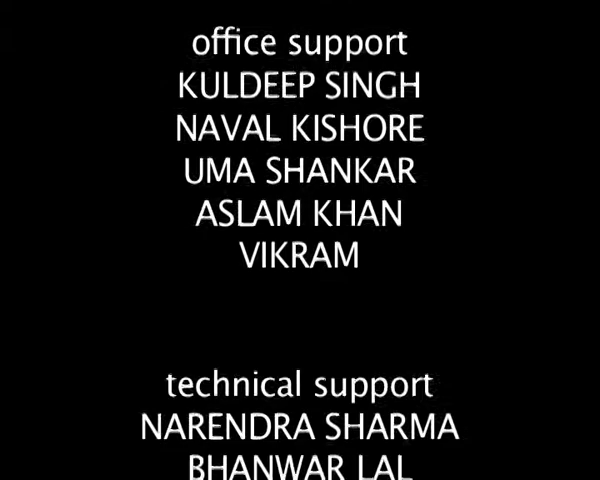 office support
KULDEEP SINGH
NAVAL KISHORE
UMA SHANKAR
ASLAM KHAN
VIKRAM
technical support
NARENDRA SHARMA
BHANWAR LAL